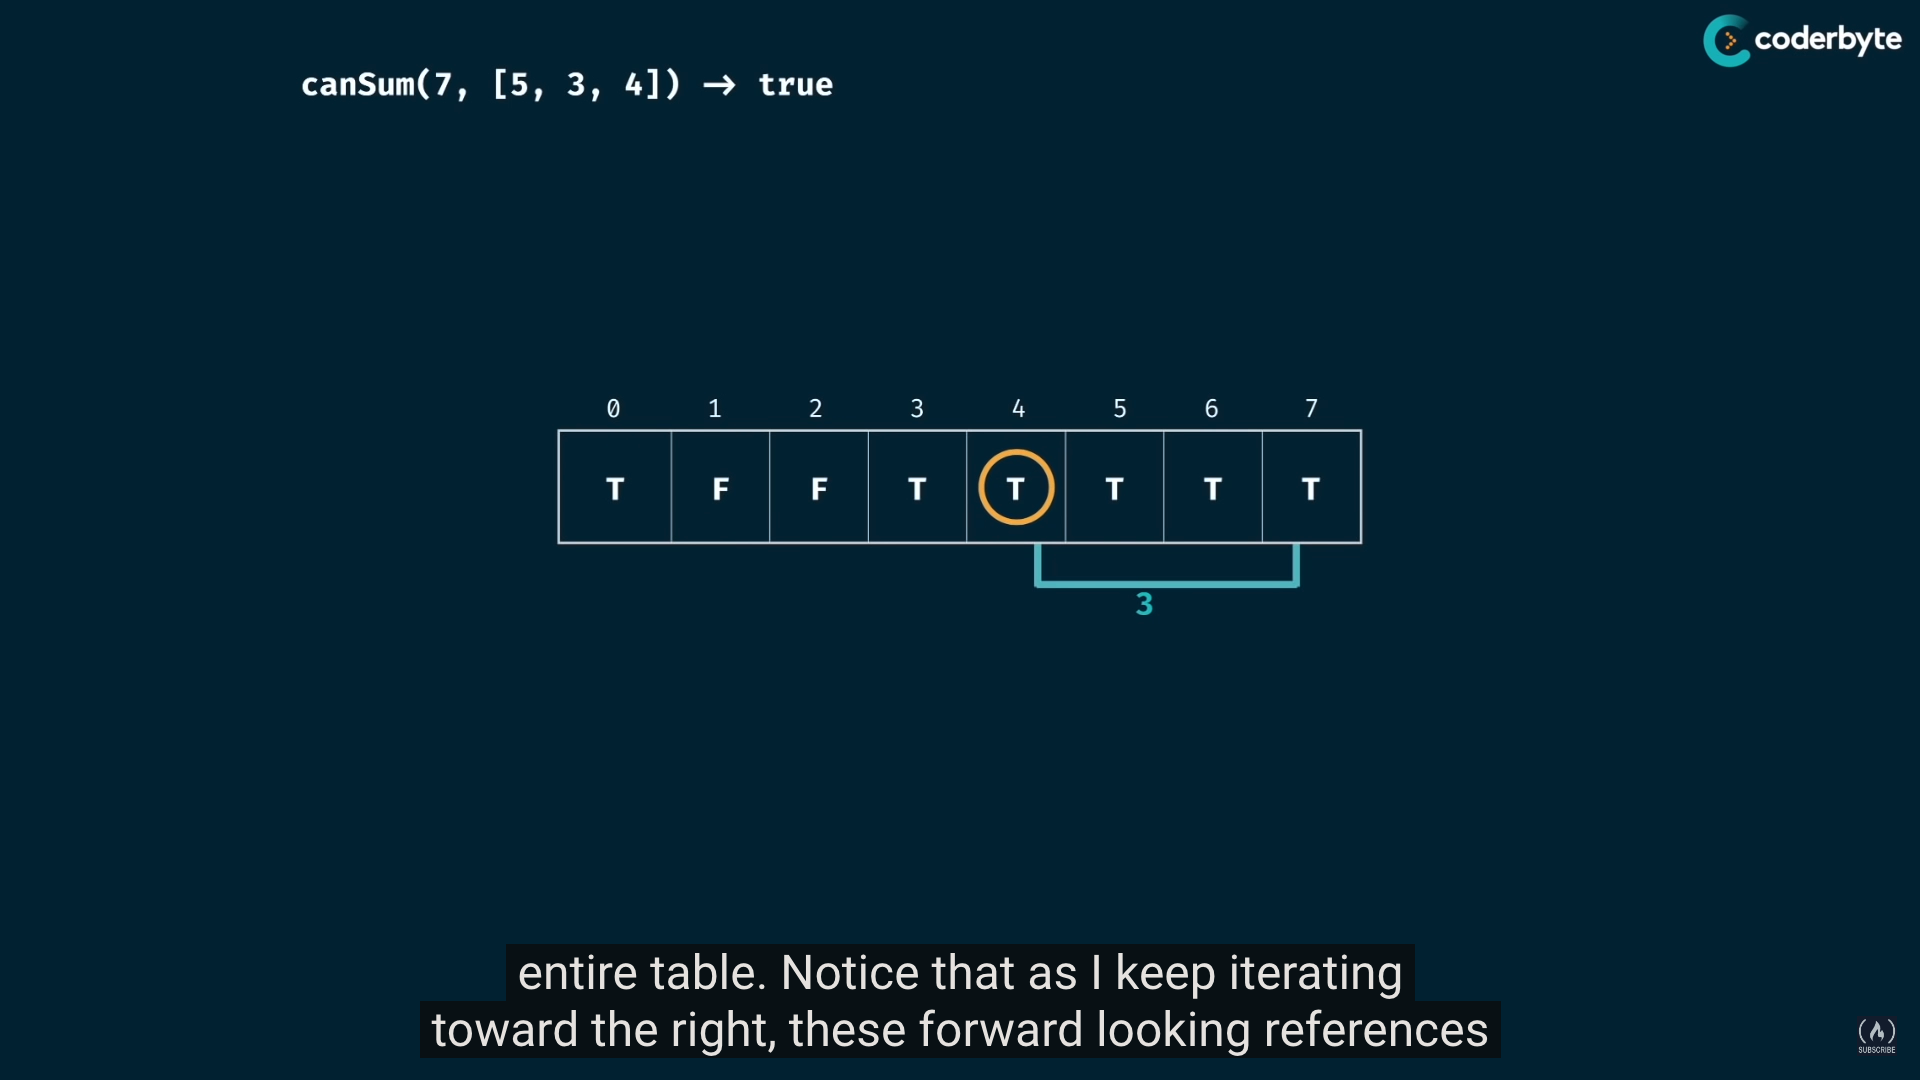 coderbyte
canSum(7, [5, 3, 4]) → true
0 1 2 3 4 5 6 7
T F F T T T T T
3
entire table. Notice that as I keep iterating
toward the right, these forward looking references
SUBSCRIBE